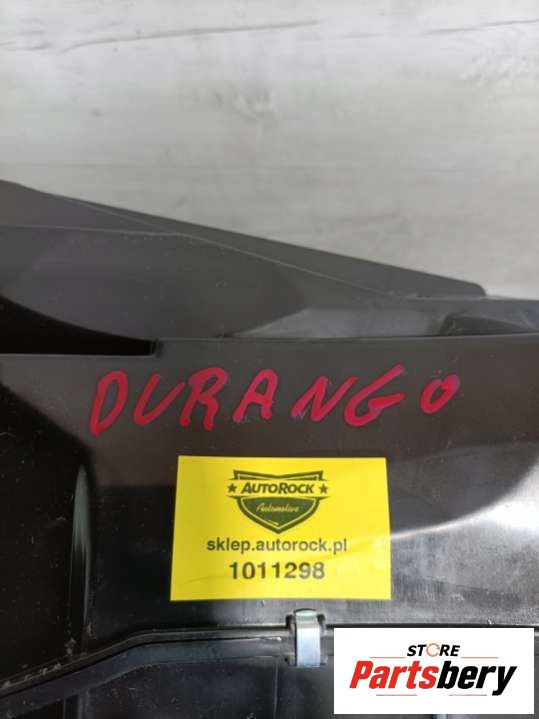 DURANGO
AUTOROCK
Automotive
sklep.autorock.pl
1011298
STORE
Partsbery